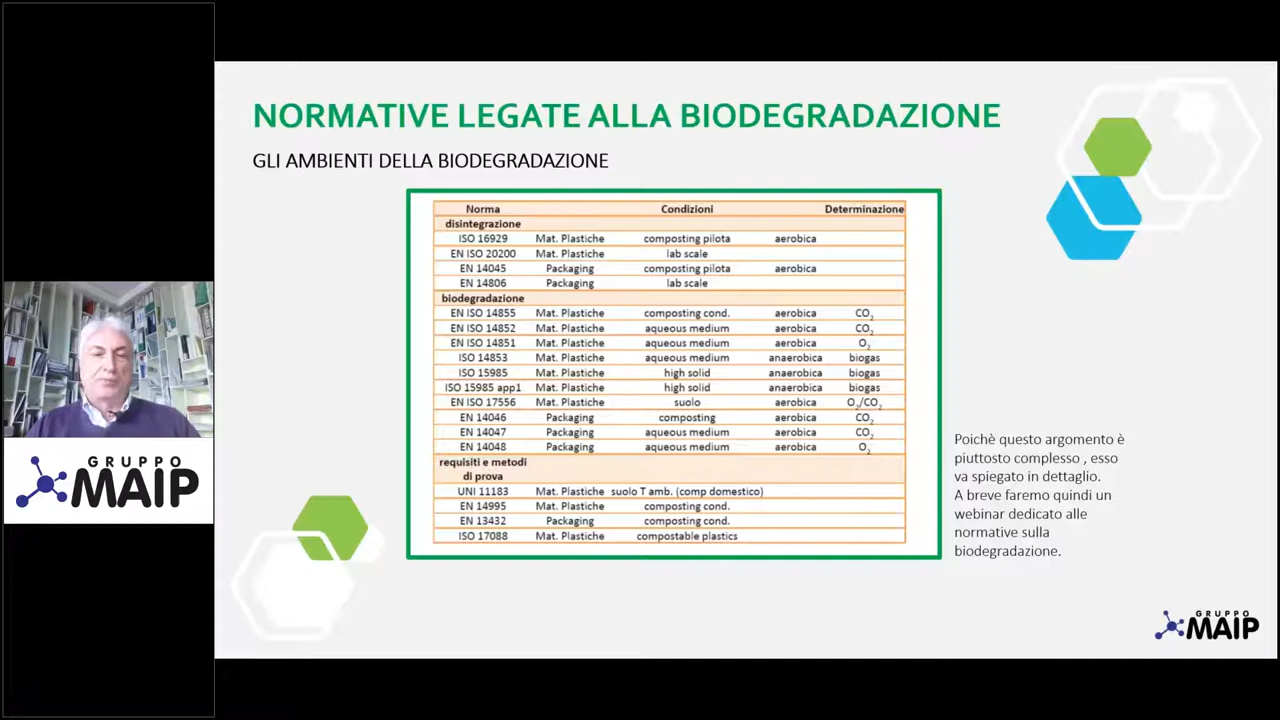 NORMATIVE LEGATE ALLA BIODEGRADAZIONE
GLI AMBIENTI DELLA BIODEGRADAZIONE
Norma Condizioni Determinazione
disintegrazione
ISO 16929 Mat. Plastiche composting pilota aerobica
EN ISO 20200 Mat. Plastiche lab scale
EN 14045 Packaging composting pilota aerobica
EN 14806 Packaging lab scale
biodegradazione
EN ISO 14855 Mat. Plastiche composting cond. aerobica CO2
EN ISO 14852 Mat. Plastiche aqueous medium aerobica CO2
EN ISO 14851 Mat. Plastiche aqueous medium aerobica O2
ISO 14853 Mat. Plastiche aqueous medium anaerobica biogas
ISO 15985 Mat. Plastiche high solid anaerobica biogas
ISO 15985 app1 Mat. Plastiche high solid anaerobica biogas
EN ISO 17556 Mat. Plastiche suolo aerobica O2/CO2
EN 14046 Packaging composting aerobica CO2
EN 14047 Packaging aqueous medium aerobica CO2
EN 14048 Packaging aqueous medium aerobica O2
requisiti e metodi
di prova
UNI 11183 Mat. Plastiche suolo T amb. (comp domestico)
EN 14995 Mat. Plastiche composting cond.
EN 13432 Packaging composting cond.
ISO 17088 Mat. Plastiche compostable plastics
Poichè questo argomento è
piuttosto complesso , esso
va spiegato in dettaglio.
A breve faremo quindi un
webinar dedicato alle
normative sulla
biodegradazione.
GRUPPO
MAIP
GRUPPO
MAIP